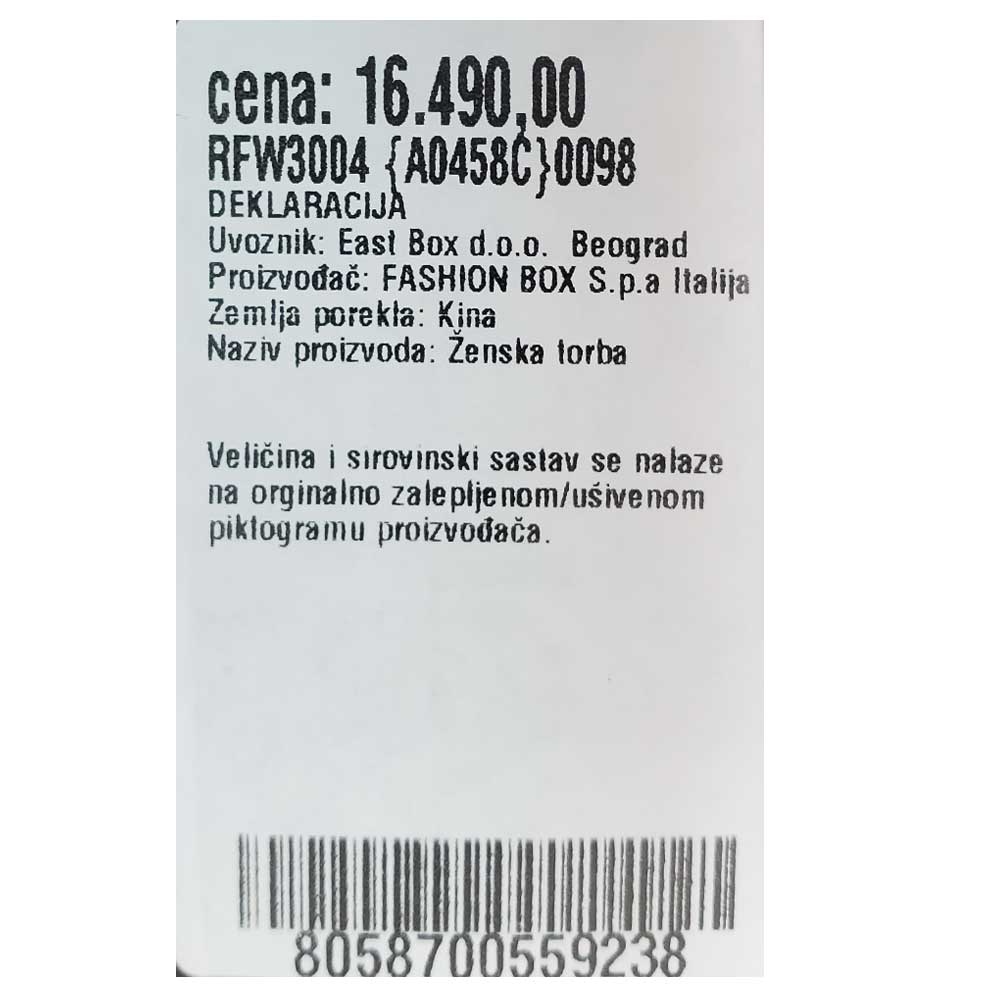 cena: 16.490,00
RFW3004 {A0458C}0098
DEKLARACIJA
Uvoznik: East Box d.o.o. Beograd
Proizvođač: FASHION BOX S.p.a Italija
Zemlja porekla: Kina
Naziv proizvoda: Ženska torba
Veličina i sirovinski sastav se nalaze
na orginalno zalepljenom/ušivenom
piktogramu proizvođača.
8058700559238